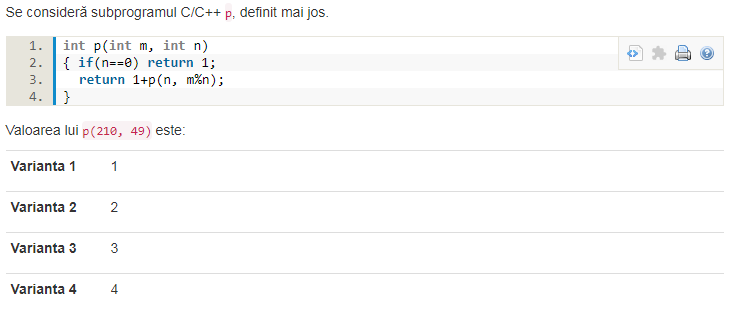 Se consideră subprogramul C/C++ p, definit mai jos.
1. int p(int m, int n)
2. { if(n==0) return 1;
3. return 1+p(n, m%n);
4. }
Valoarea lui p(210, 49) este:
Varianta 1 1
Varianta 2 2
Varianta 3 3
Varianta 4 4